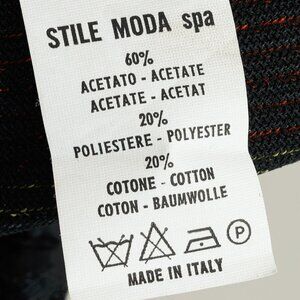 STILE MODA spa
60%
ACETATO - ACETATE
ACETATE - ACETAT
20%
POLIESTERE - POLYESTER
20%
COTONE - COTTON
COTON - BAUMWOLLE
P
MADE IN ITALY